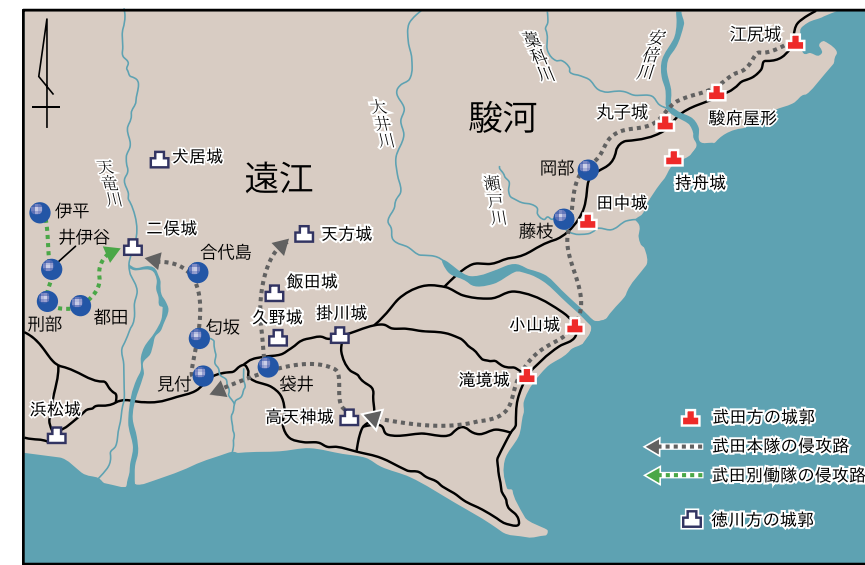 江尻城
安倍川
藁科川
駿府屋形
丸子城
駿河
大井川
岡部
持舟城
瀬戸川
田中城
藤枝
犬居城
遠江
天竜川
伊平
二俣城
井伊谷
天方城
合代島
飯田城
久野城
掛川城
刑部
都田
匂坂
小山城
見付
袋井
滝境城
浜松城
高天神城
武田方の城郭
武田本隊の侵攻路
武田別働隊の侵攻路
徳川方の城郭